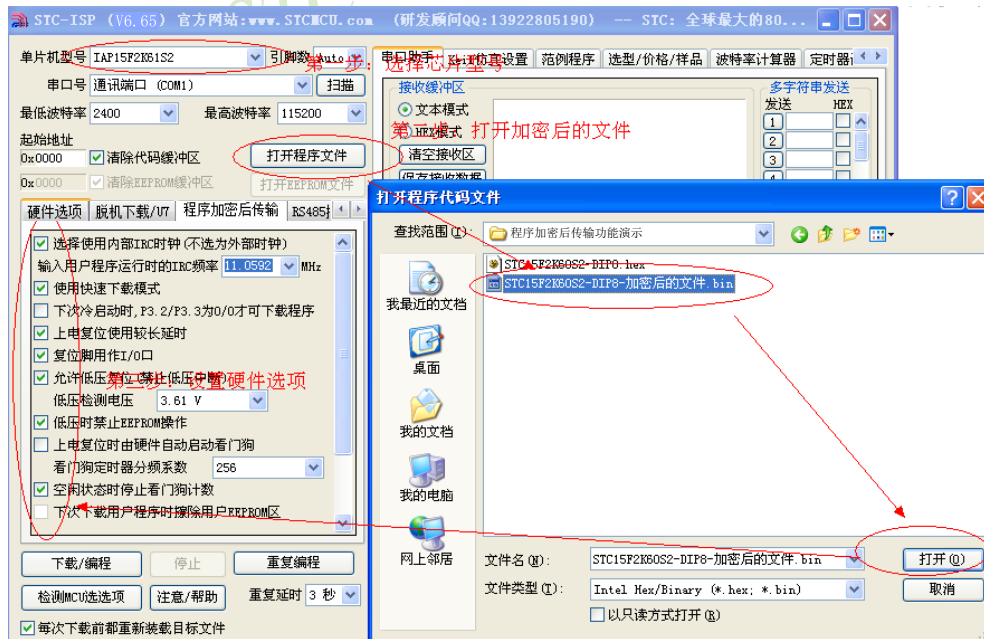 STC-ISP (V6.65) 官方网站:www.STCMCU.com (研发顾问QQ:13922805190) -- STC: 全球最大的80...
单片机型号 IAP15F2K61S2 引脚数 Auto
第一步：选择芯片型号
串口助手 Keil仿真设置 范例程序 选型/价格/样品 波特率计算器 定时器
串口号 通讯端口 (COM1) 扫描
最低波特率 2400 最高波特率 115200
起始地址
0x0000 清除代码缓冲区 打开程序文件
0x0000 清除EEPROM缓冲区 打开EEPROM文件
接收缓冲区
文本模式
HEX模式
清空接收区
保存接收数据
多字符串发送
发送 HEX
1
2
3
4
第二步：打开加密后的文件
硬件选项 脱机下载/U7 程序加密后传输 RS485
选择使用内部IRC时钟(不选为外部时钟)
输入用户程序运行时的IRC频率 11.0592 MHz
使用快速下载模式
下次冷启动时,P3.2/P3.3为0/0才可下载程序
上电复位使用较长延时
复位脚用作I/O口
允许低压复位(禁止低压中断)
第三步：设置硬件选项
低压检测电压 3.61 V
低压时禁止EEPROM操作
上电复位时由硬件自动启动看门狗
看门狗定时器分频系数 256
空闲状态时停止看门狗计数
下次下载用户程序时擦除用户EEPROM区
下载/编程 停止 重复编程
检测MCU选选项 注意/帮助 重复延时 3 秒
每次下载前都重新装载目标文件
打开程序代码文件
查找范围(I): 程序加密后传输功能演示
STC15F2K60S2-DIP8.hex
STC15F2K60S2-DIP8-加密后的文件.bin
我最近的文档
桌面
我的文档
我的电脑
网上邻居
文件名(N): STC15F2K60S2-DIP8-加密后的文件.bin 打开(O)
文件类型(T): Intel Hex/Binary (*.hex; *.bin) 取消
以只读方式打开(R)